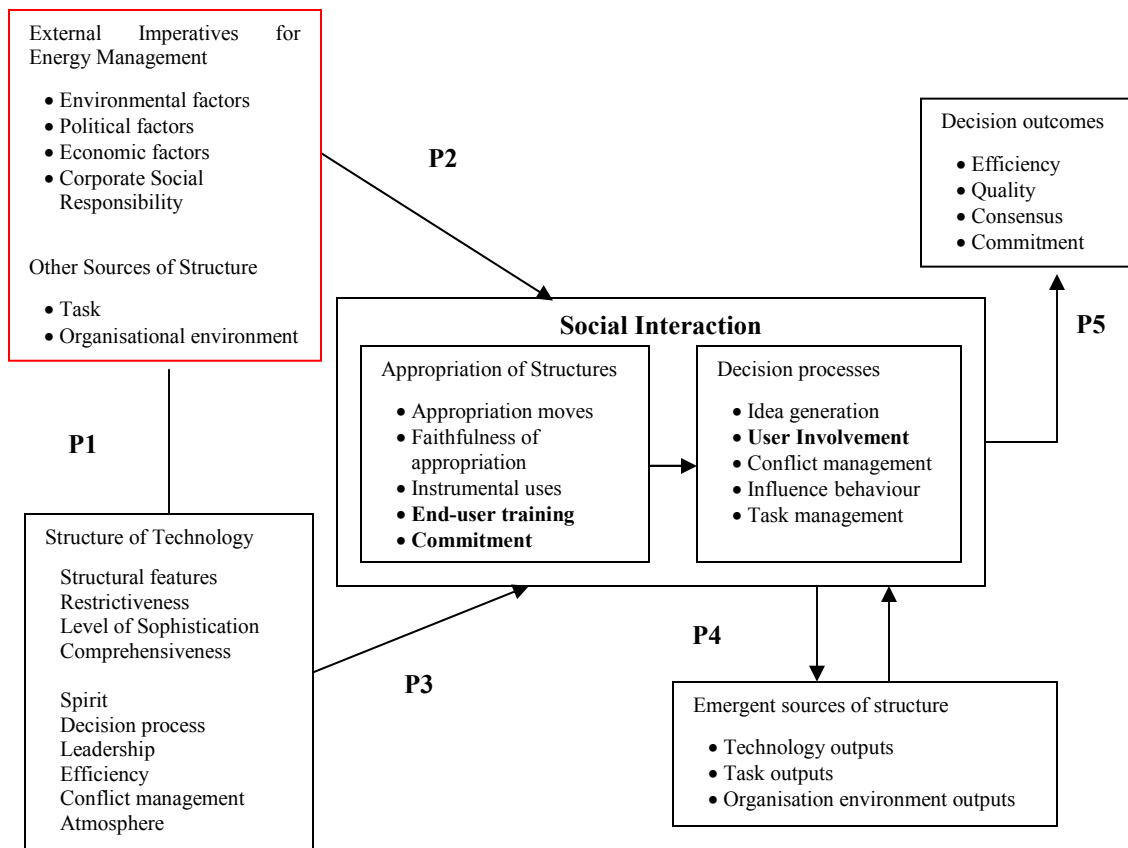 External Imperatives for
Energy Management
• Environmental factors
• Political factors
• Economic factors
• Corporate Social
Responsibility
Other Sources of Structure
• Task
• Organisational environment
P1
Structure of Technology
Structural features
Restrictiveness
Level of Sophistication
Comprehensiveness
Spirit
Decision process
Leadership
Efficiency
Conflict management
Atmosphere
P2
P3
Social Interaction
Appropriation of Structures
• Appropriation moves
• Faithfulness of
appropriation
• Instrumental uses
• End-user training
• Commitment
Decision processes
• Idea generation
• User Involvement
• Conflict management
• Influence behaviour
• Task management
P4
Emergent sources of structure
• Technology outputs
• Task outputs
• Organisation environment outputs
P5
Decision outcomes
• Efficiency
• Quality
• Consensus
• Commitment